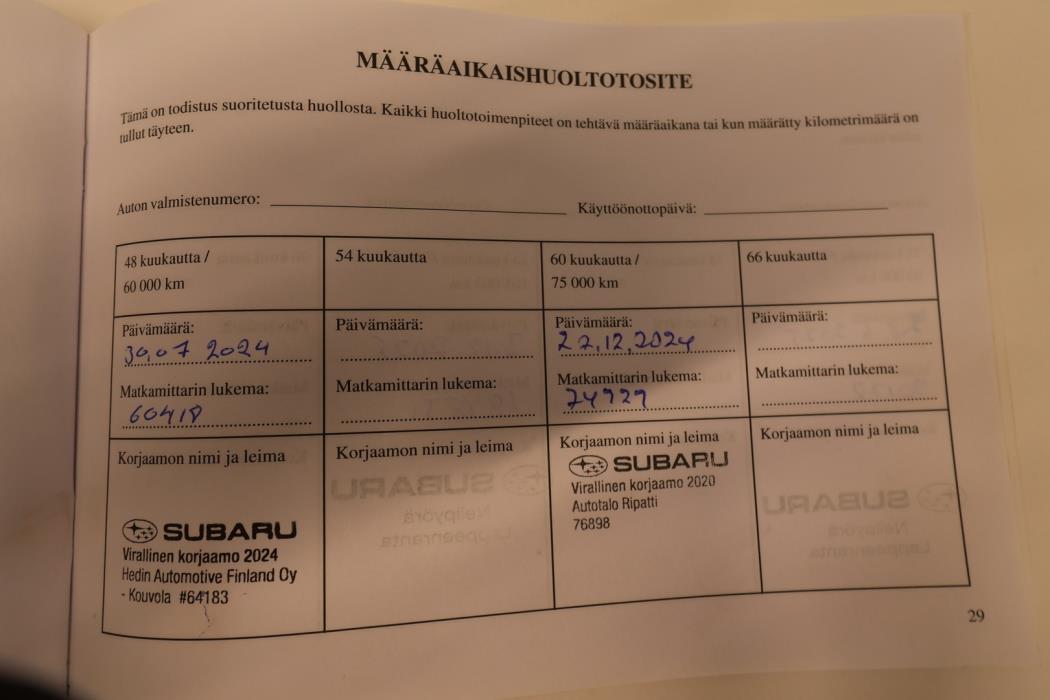 MÄÄRÄAIKAISHUOLTOTOSITE
Tämä on todistus suoritetusta huollosta. Kaikki huoltotoimenpiteet on tehtävä määräaikana tai kun määrätty kilometrimäärä on
tullut täyteen.
Auton valmistenumero:
Käyttöönottopäivä:
48 kuukautta /
60 000 km
Päivämäärä:
30.07 2024
Matkamittarin lukema:
60418
Korjaamon nimi ja leima
SUBARU
Virallinen korjaamo 2024
Hedin Automotive Finland Oy
- Kouvola #64183
54 kuukautta
Päivämäärä:
Matkamittarin lukema:
Korjaamon nimi ja leima
60 kuukautta /
75 000 km
Päivämäärä:
22.12.2024
Matkamittarin lukema:
74929
Korjaamon nimi ja leima
SUBARU
Virallinen korjaamo 2020
Autotalo Ripatti
76898
66 kuukautta
Päivämäärä:
Matkamittarin lukema:
Korjaamon nimi ja leima
29